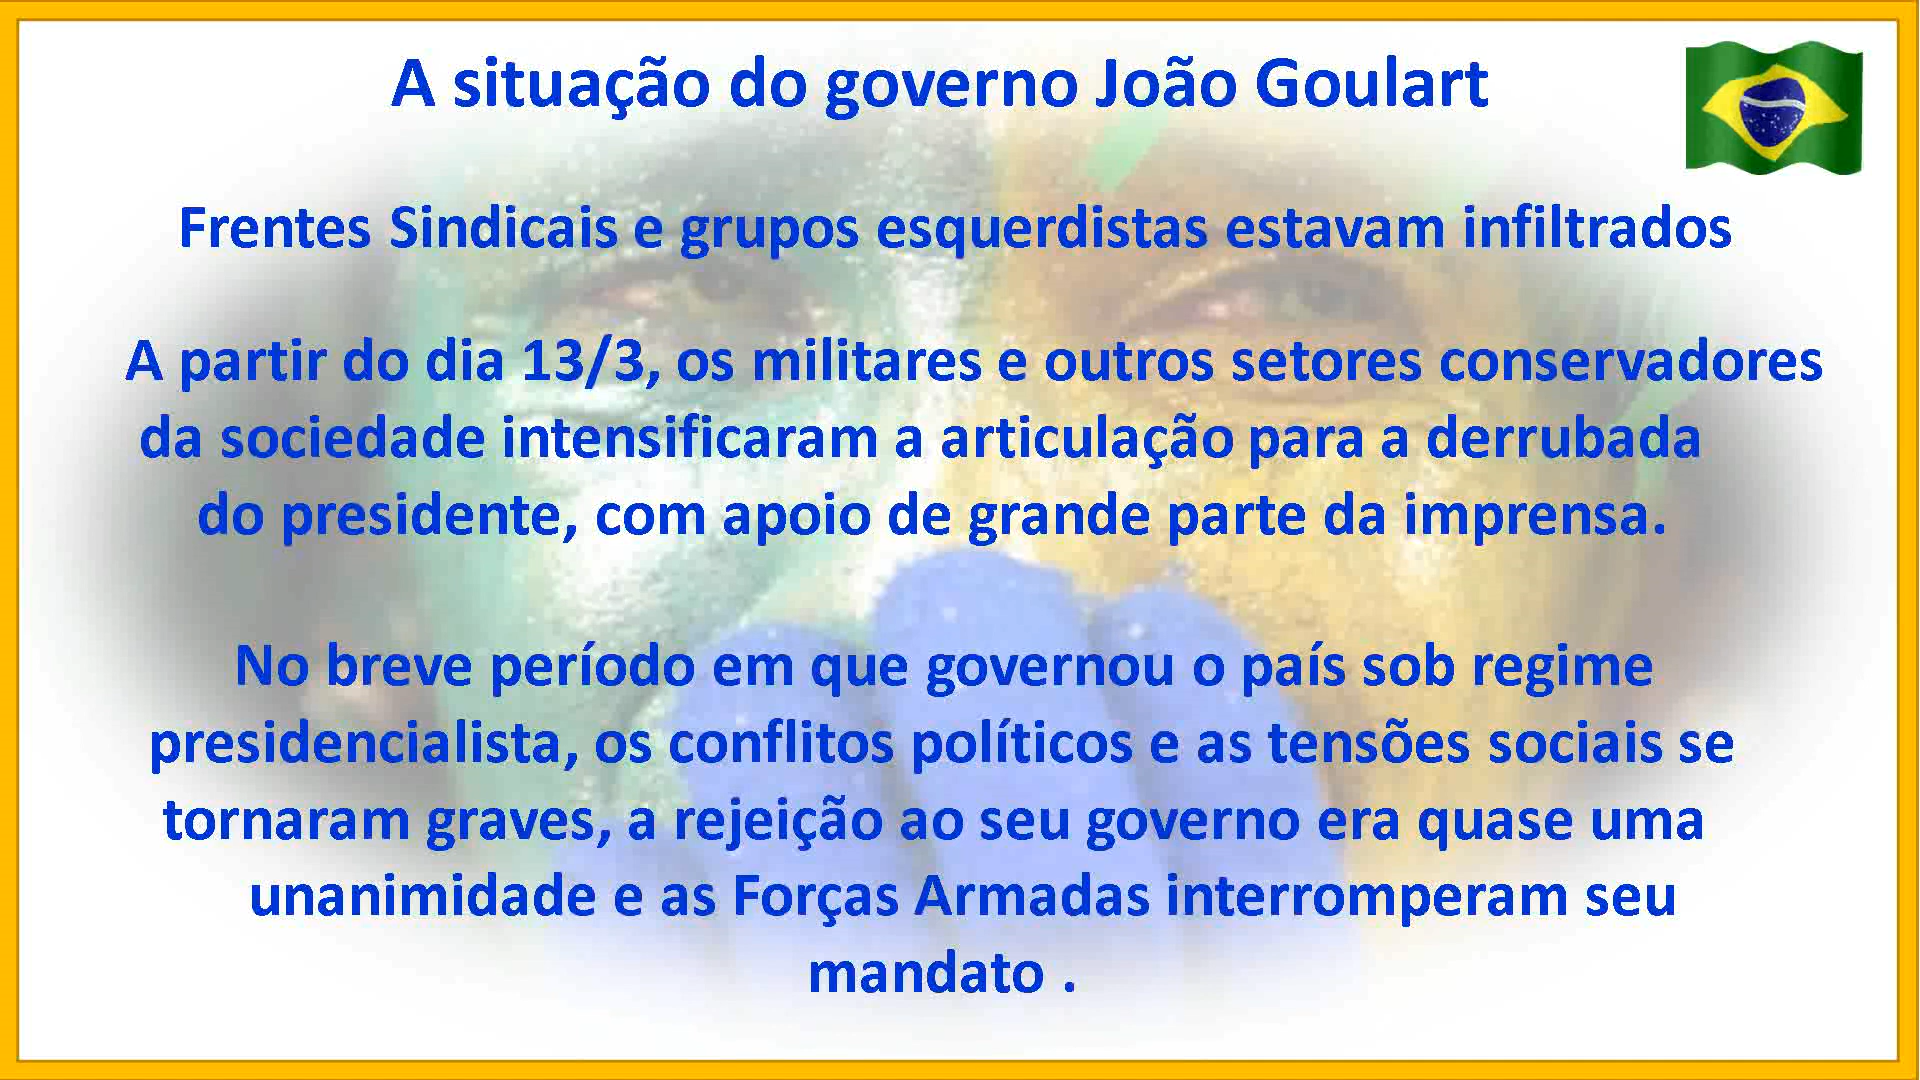 A situação do governo João Goulart
Frentes Sindicais e grupos esquerdistas estavam infiltrados
A partir do dia 13/3, os militares e outros setores conservadores
da sociedade intensificaram a articulação para a derrubada
do presidente, com apoio de grande parte da imprensa.
No breve período em que governou o país sob regime
presidencialista, os conflitos políticos e as tensões sociais se
tornaram graves, a rejeição ao seu governo era quase uma
unanimidade e as Forças Armadas interromperam seu
mandato .